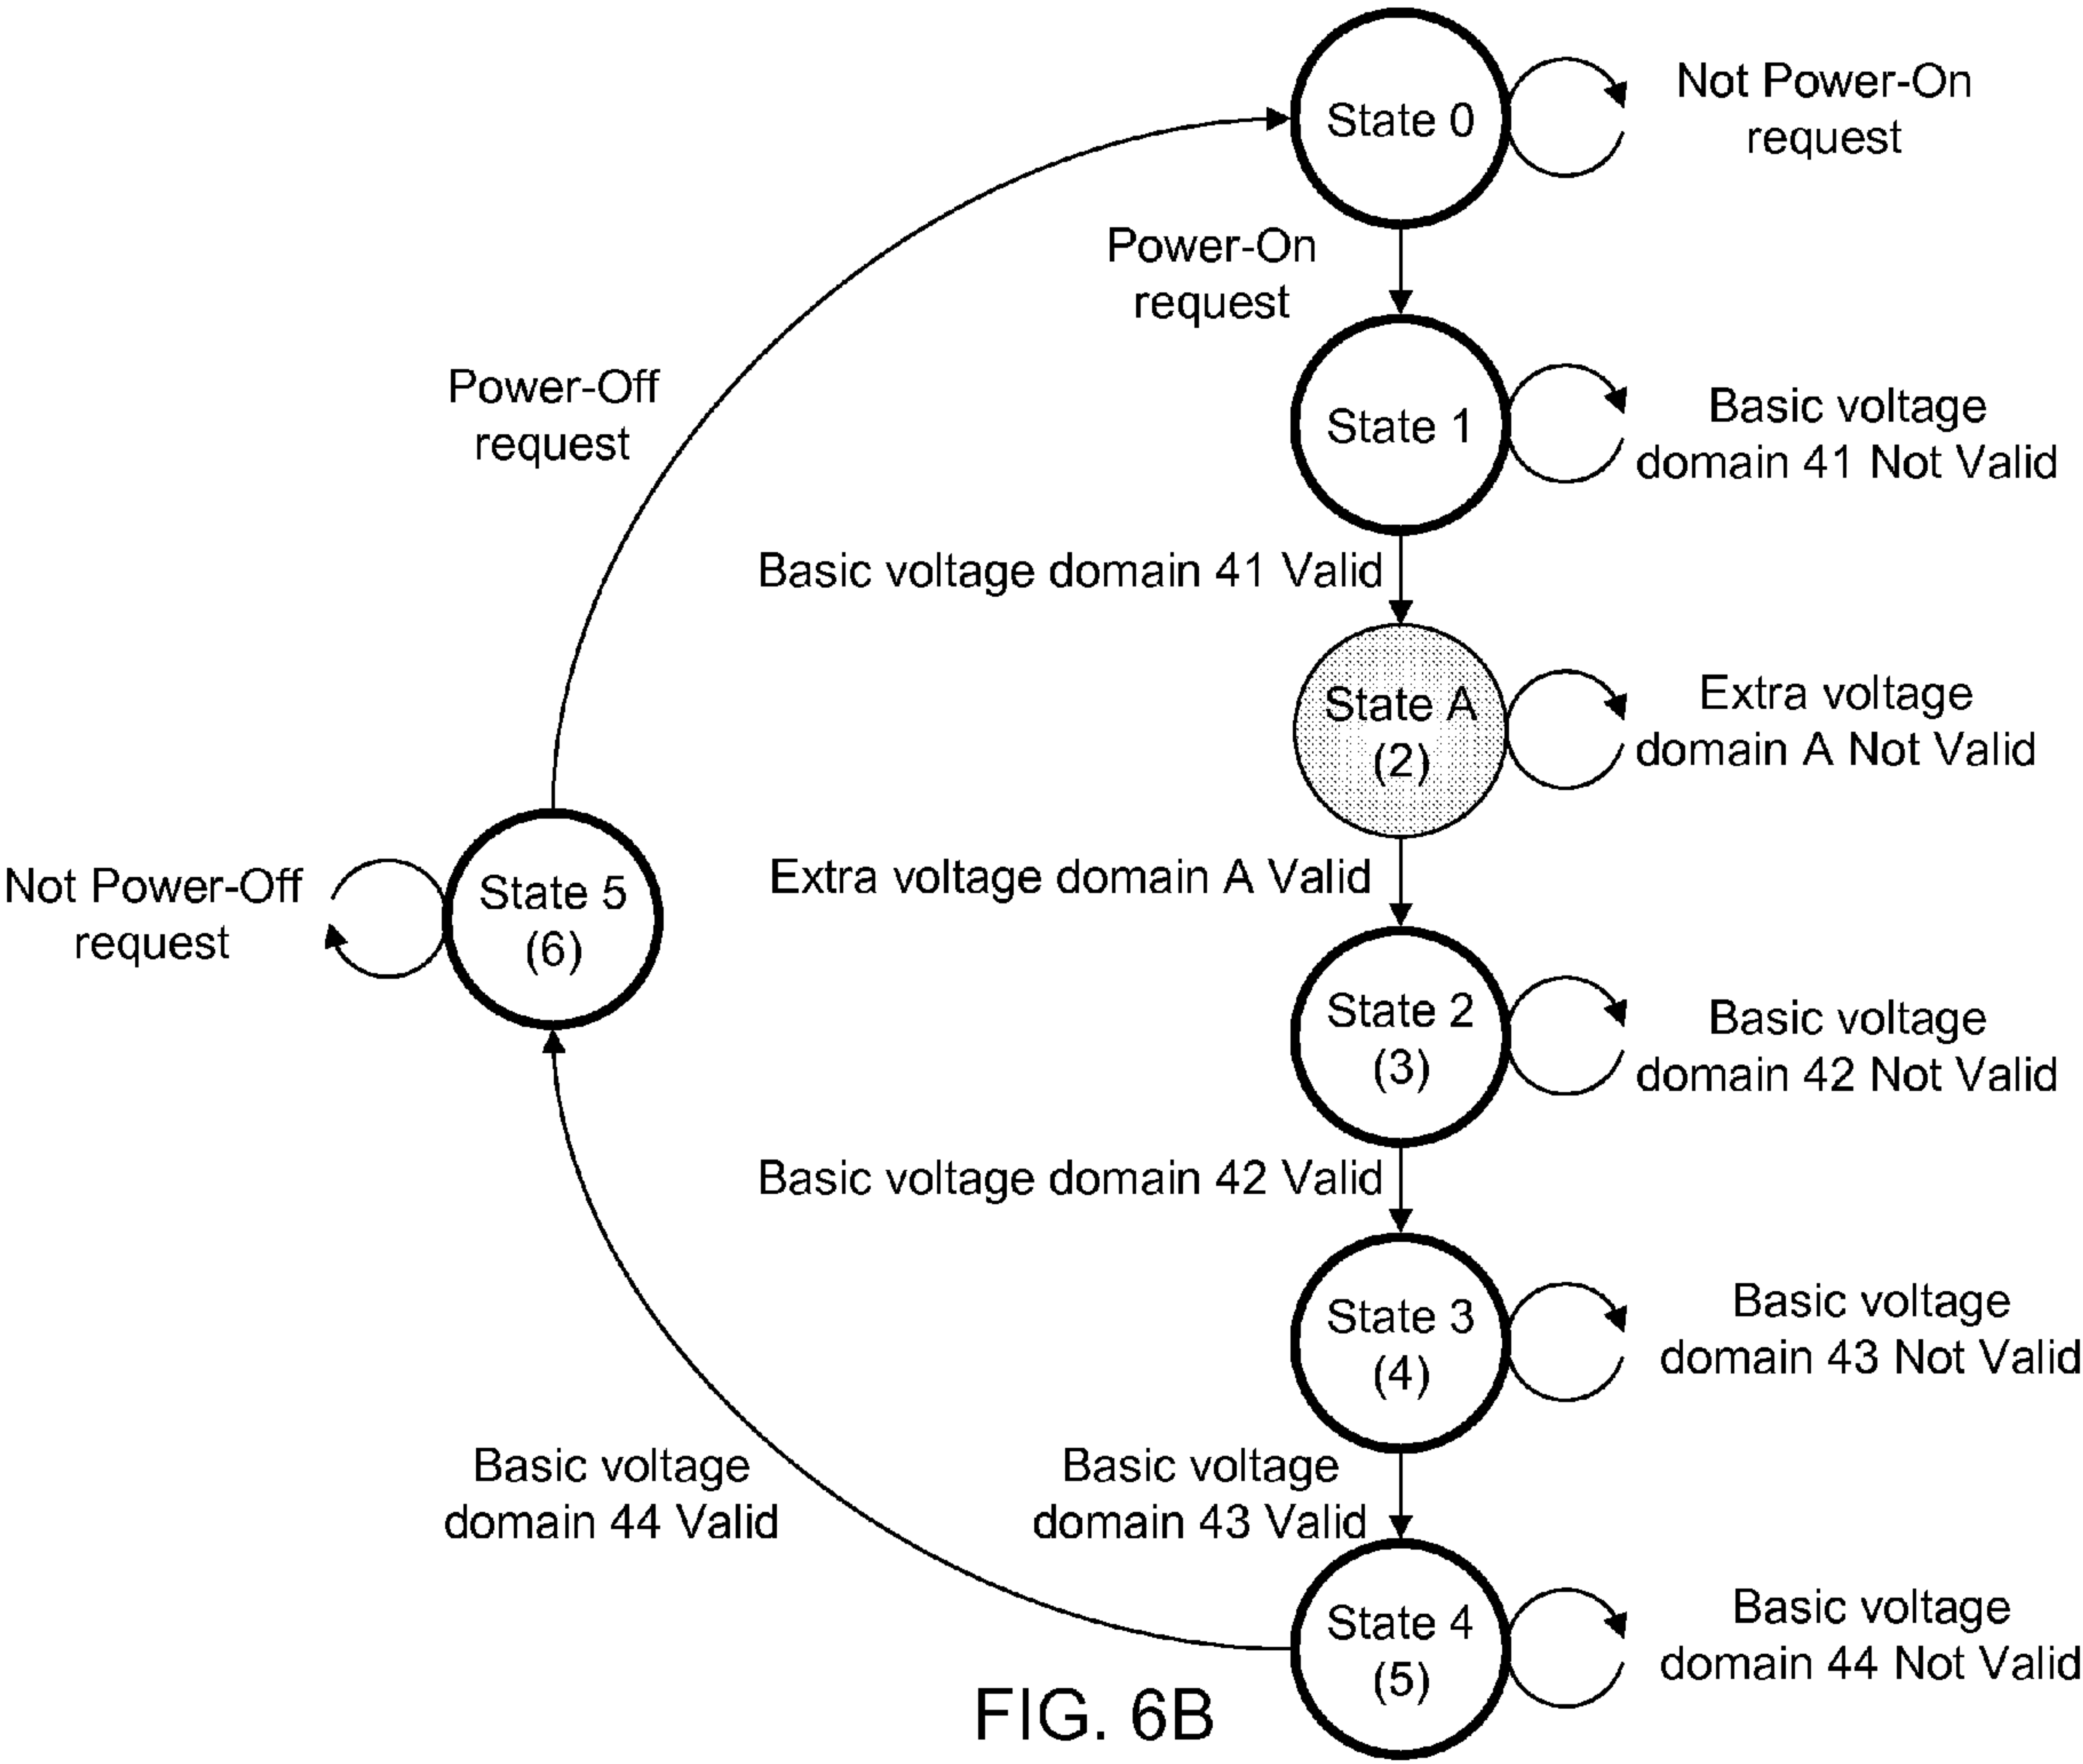 State 0
Not Power-On
request
Power-On
request
Power-Off
request
State 1
Basic voltage
domain 41 Not Valid
Basic voltage domain 41 Valid
State A
(2)
Extra voltage
domain A Not Valid
Extra voltage domain A Valid
Not Power-Off
request
State 5
(6)
State 2
(3)
Basic voltage
domain 42 Not Valid
Basic voltage domain 42 Valid
State 3
(4)
Basic voltage
domain 43 Not Valid
Basic voltage
domain 44 Valid
Basic voltage
domain 43 Valid
State 4
(5)
Basic voltage
domain 44 Not Valid
FIG. 6B